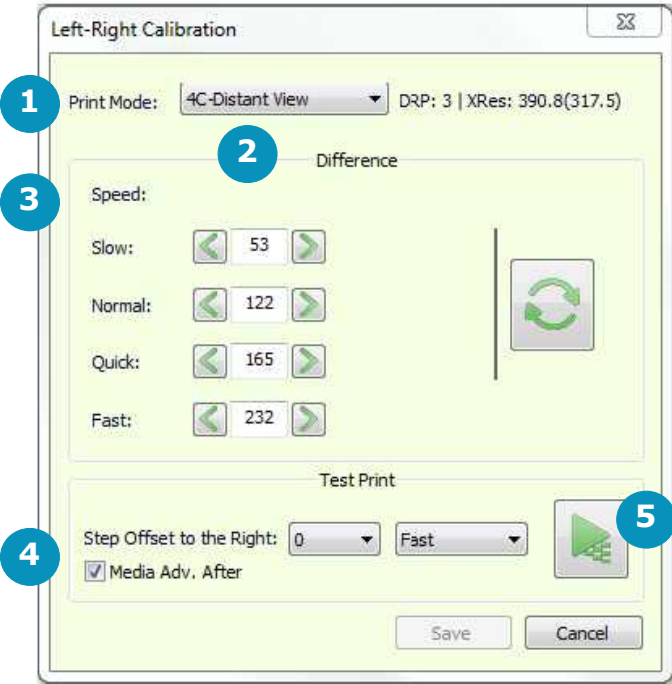 Left-Right Calibration
1
Print Mode: 4C-Distant View DRP: 3 | XRes: 390.8(317.5)
2
Difference
3
Speed:
Slow: 53
Normal: 122
Quick: 165
Fast: 232
Test Print
5
Step Offset to the Right: 0 Fast
4
Media Adv. After
Save Cancel